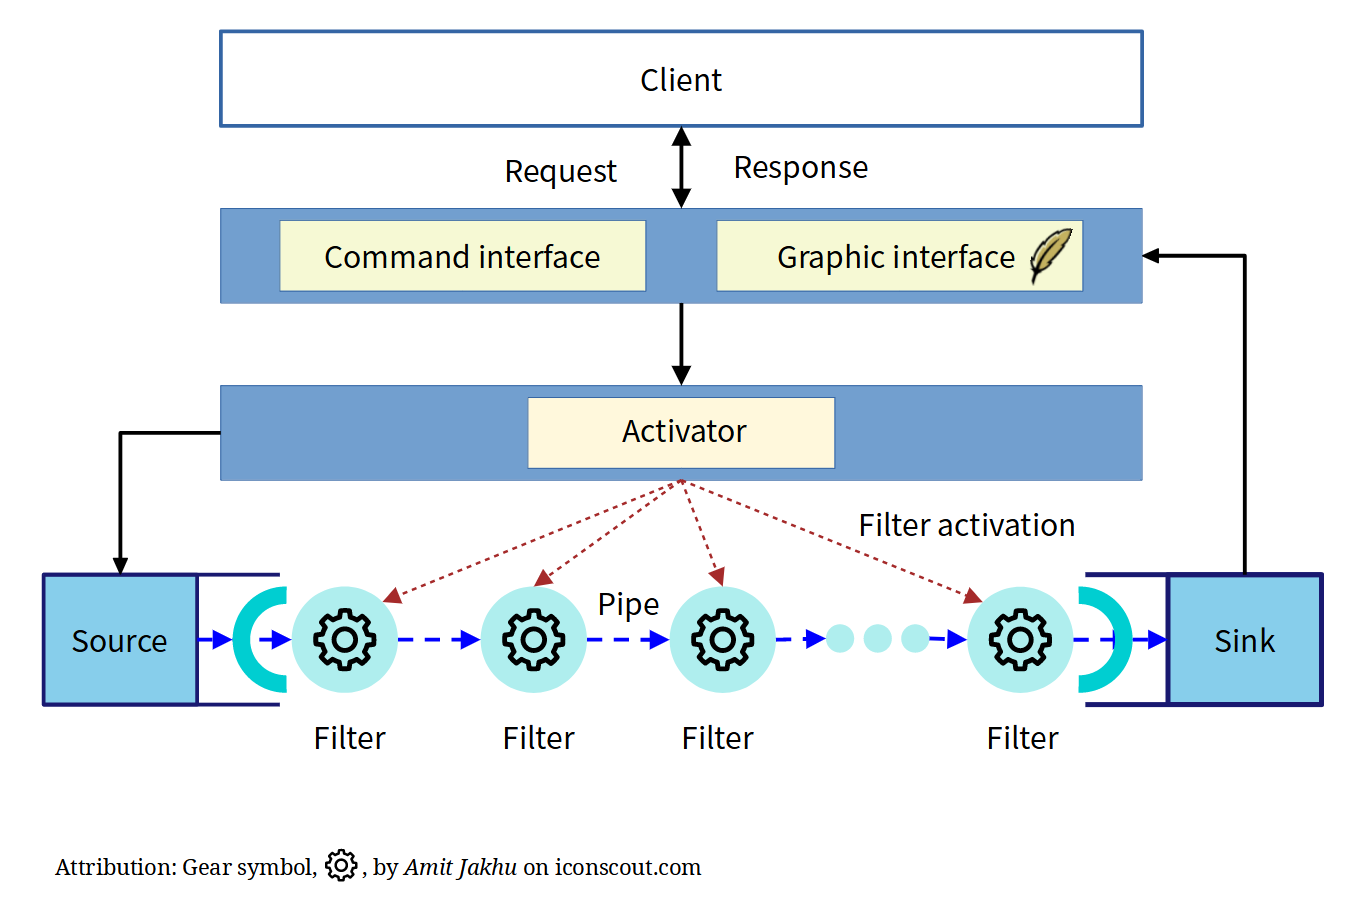 Client
Request
Response
Command interface
Graphic interface
Activator
Filter activation
Pipe
Source
Sink
Filter
Filter
Filter
Filter
Attribution: Gear symbol, , by Amit Jakhu on iconscout.com